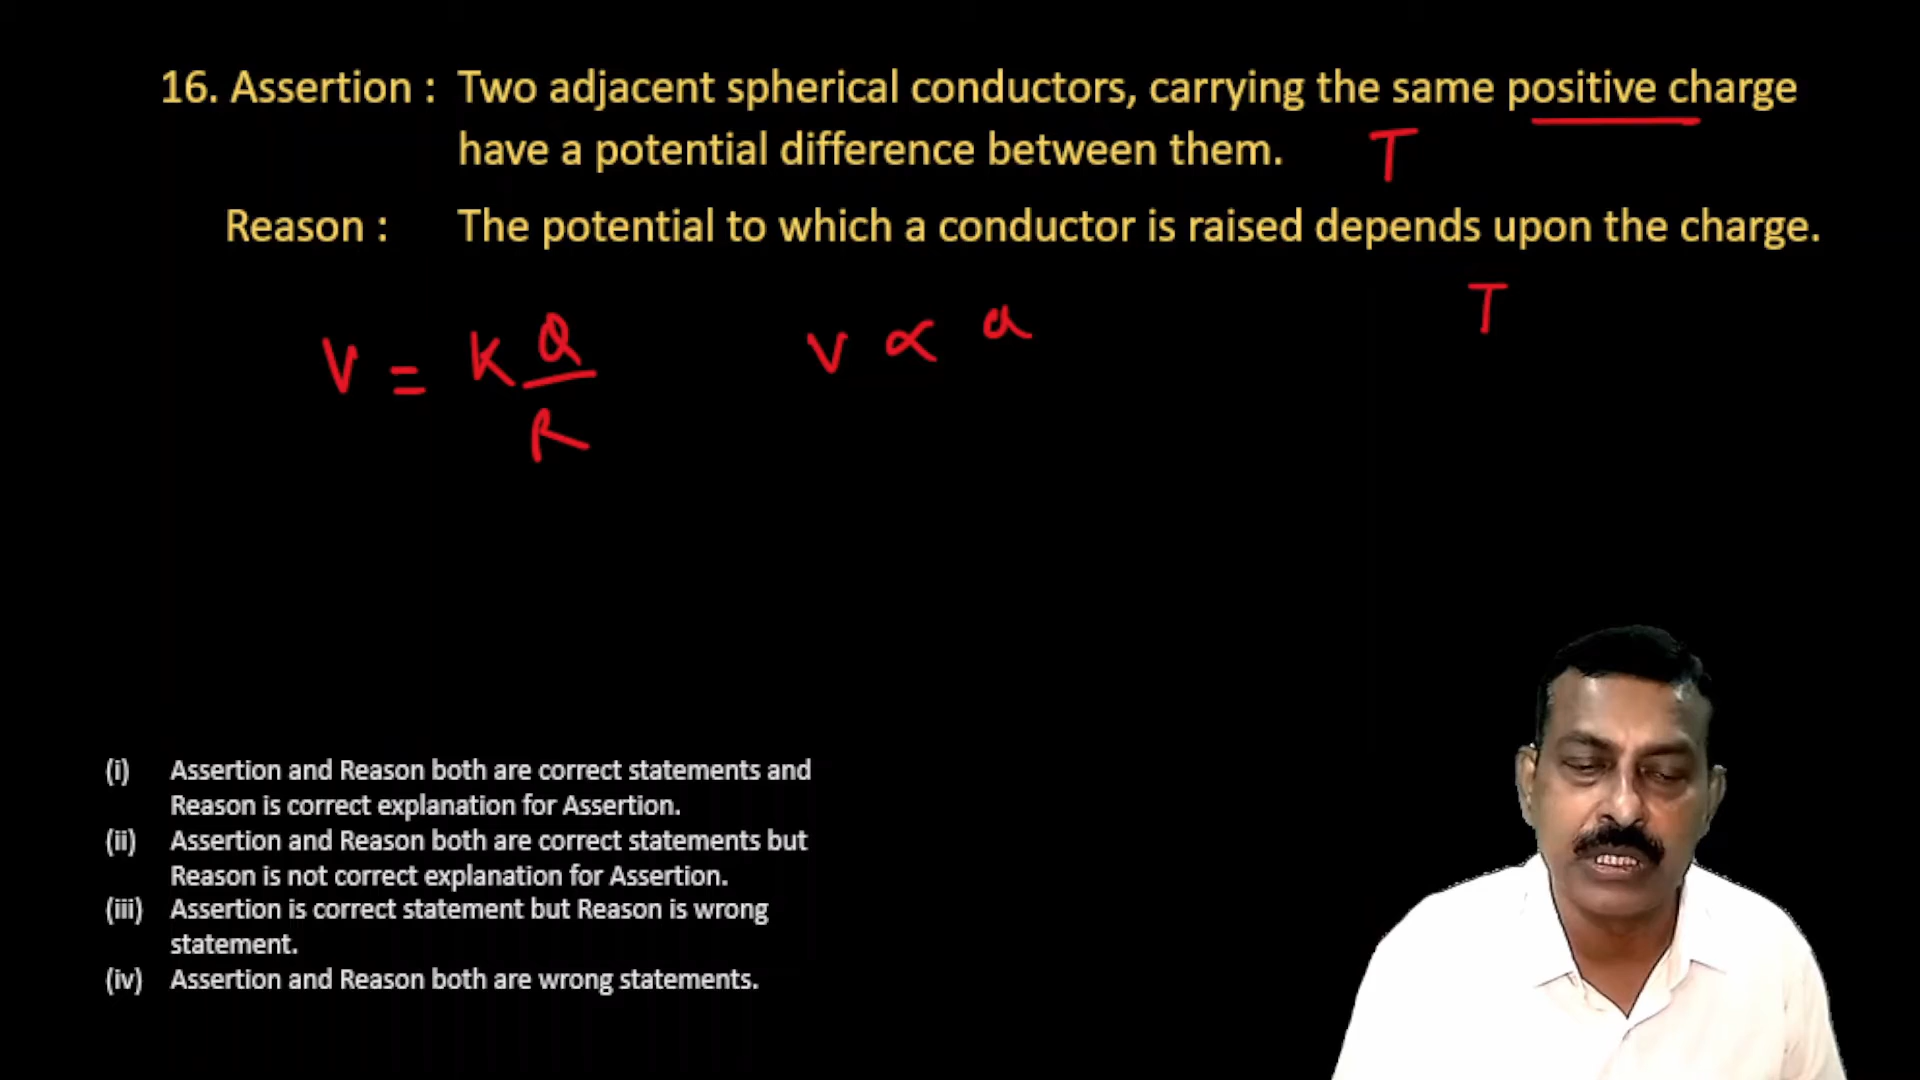 16. Assertion : Two adjacent spherical conductors, carrying the same positive charge
have a potential difference between them. T
Reason : The potential to which a conductor is raised depends upon the charge.
T
V = K Q/R V ∝ Q
(i) Assertion and Reason both are correct statements and
Reason is correct explanation for Assertion.
(ii) Assertion and Reason both are correct statements but
Reason is not correct explanation for Assertion.
(iii) Assertion is correct statement but Reason is wrong
statement.
(iv) Assertion and Reason both are wrong statements.